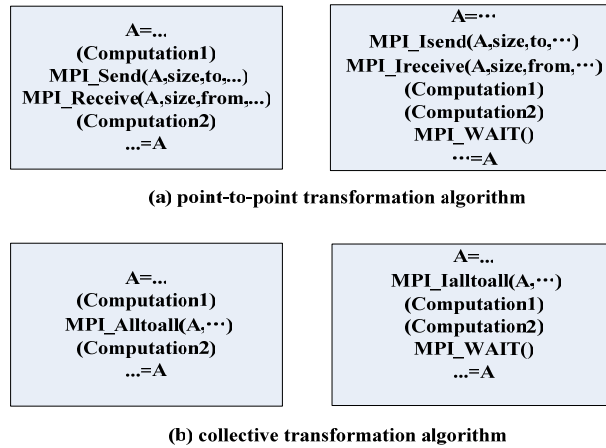 A=...
(Computation1)
MPI_Send(A,size,to,...)
MPI_Receive(A,size,from,...)
(Computation2)
...=A
A=⋯
MPI_Isend(A,size,to,⋯)
MPI_Ireceive(A,size,from,⋯)
(Computation1)
(Computation2)
MPI_WAIT()
⋯=A
(a) point-to-point transformation algorithm
A=...
(Computation1)
MPI_Alltoall(A,⋯)
(Computation2)
...=A
A=...
MPI_Ialltoall(A,⋯)
(Computation1)
(Computation2)
MPI_WAIT()
...=A
(b) collective transformation algorithm